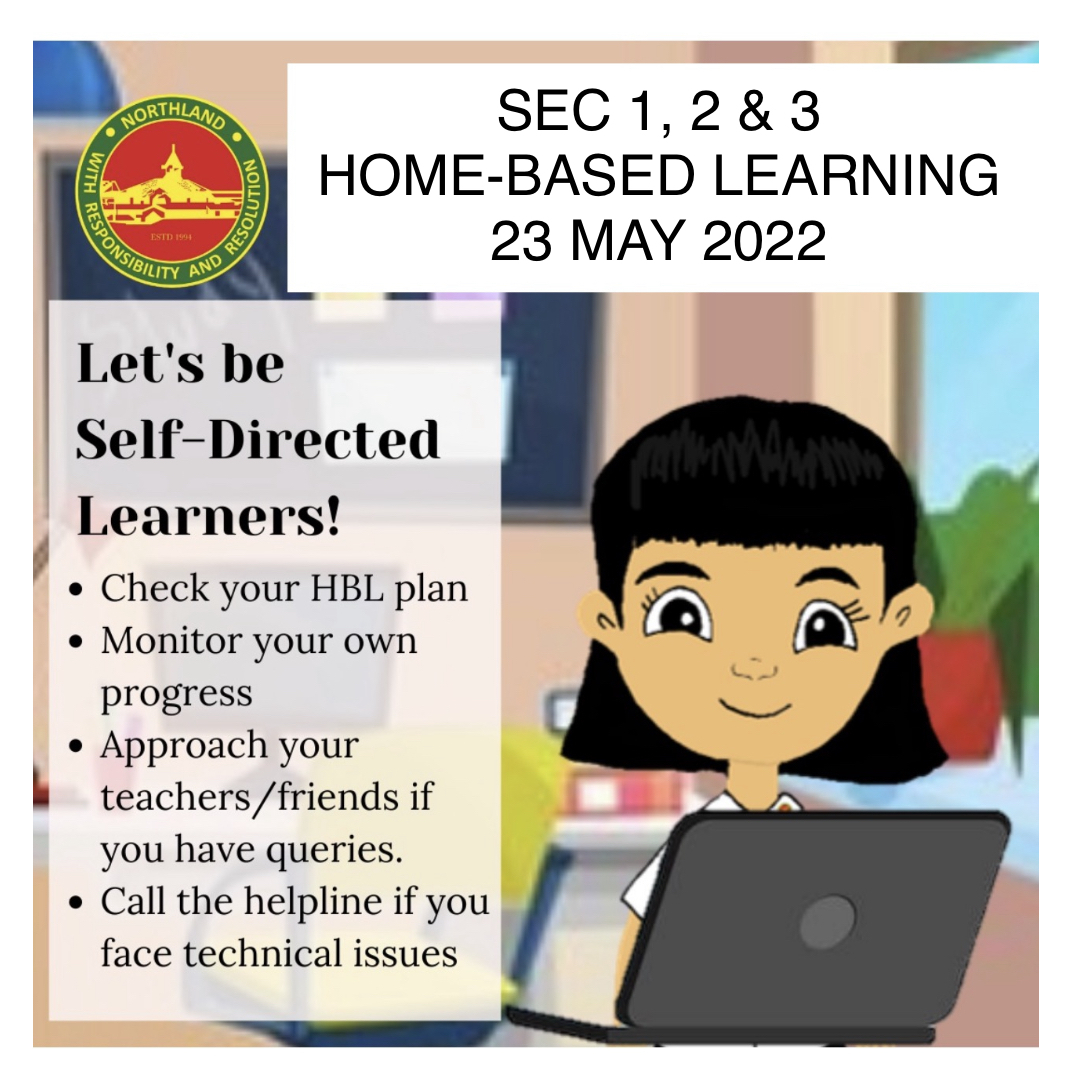 NORTHLAND
WITH RESPONSIBILITY AND RESOLUTION
ESTD 1994
SEC 1, 2 & 3
HOME-BASED LEARNING
23 MAY 2022
Let's be
Self-Directed
Learners!
• Check your HBL plan
• Monitor your own
progress
• Approach your
teachers/friends if
you have queries.
• Call the helpline if you
face technical issues